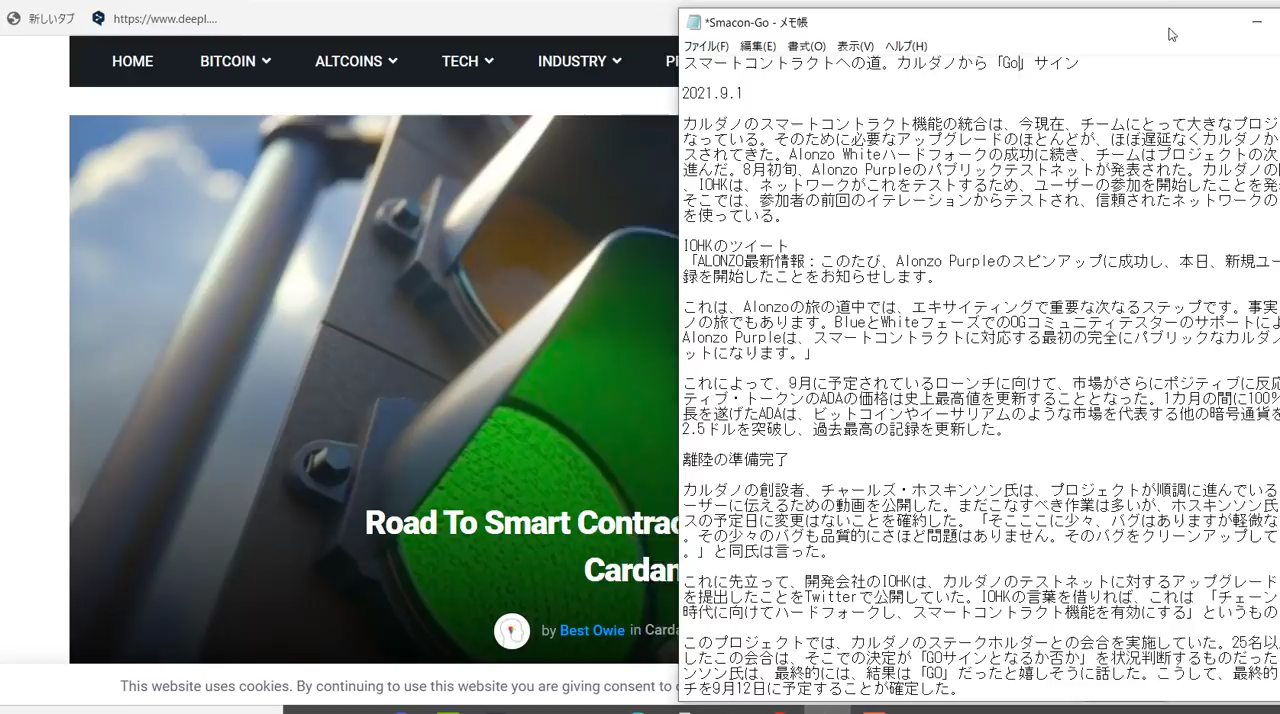 新しいタブ https://www.deepl....
HOME BITCOIN ALTCOINS TECH INDUSTRY
Road To Smart Contrac
Cardan
by Best Owie in Carda
This website uses cookies. By continuing to use this website you are giving consent to
*Smacon-Go - メモ帳
ファイル(F) 編集(E) 書式(O) 表示(V) ヘルプ(H)
スマートコントラクトへの道。カルダノから「Go」サイン
2021.9.1
カルダノのスマートコントラクト機能の統合は、今現在、チームにとって大きなプロジ
なっている。そのために必要なアップグレードのほとんどが、ほぼ遅延なくカルダノか
スされてきた。Alonzo Whiteハードフォークの成功に続き、チームはプロジェクトの次
進んだ。8月初旬、Alonzo Purpleのパブリックテストネットが発表された。カルダノの
、IOHKは、ネットワークがこれをテストするため、ユーザーの参加を開始したことを発
そこでは、参加者の前回のイテレーションからテストされ、信頼されたネットワークの
を使っている。
IOHKのツイート
「ALONZO最新情報：このたび、Alonzo Purpleのスピンアップに成功し、本日、新規ユー
録を開始したことをお知らせします。
これは、Alonzoの旅の道中では、エキサイティングで重要な次なるステップです。事実
ノの旅でもあります。BlueとWhiteフェーズでのOGコミュニティテスターのサポートによ
Alonzo Purpleは、スマートコントラクトに対応する最初の完全にパブリックなカルダノ
ットになります。」
これによって、9月に予定されているローンチに向けて、市場がさらにポジティブに反応
ティブ・トークンのADAの価格は史上最高値を更新することとなった。1カ月の間に100%
長を遂げたADAは、ビットコインやイーサリアムのような市場を代表する他の暗号通貨を
2.5ドルを突破し、過去最高の記録を更新した。
離陸の準備完了
カルダノの創設者、チャールズ・ホスキンソン氏は、プロジェクトが順調に進んでいる
ーザーに伝えるための動画を公開した。まだこなすべき作業は多いが、ホスキンソン氏
スの予定日に変更はないことを確約した。「そこここに少々、バグはありますが軽微な
。その少々のバグも品質的にさほど問題はありません。そのバグをクリーンアップして
。」と同氏は言った。
これに先立って、開発会社のIOHKは、カルダノのテストネットに対するアップグレード
を提出したことをTwitterで公開していた。IOHKの言葉を借りれば、これは 「チェーン
時代に向けてハードフォークし、スマートコントラクト機能を有効にする」というもの
このプロジェクトでは、カルダノのステークホルダーとの会合を実施していた。25名以
したこの会合は、そこでの決定が「GOサインとなるか否か」を状況判断するものだった
ンソン氏は、最終的には、結果は「GO」だったと嬉しそうに話した。こうして、最終的
チを9月12日に予定することが確定した。